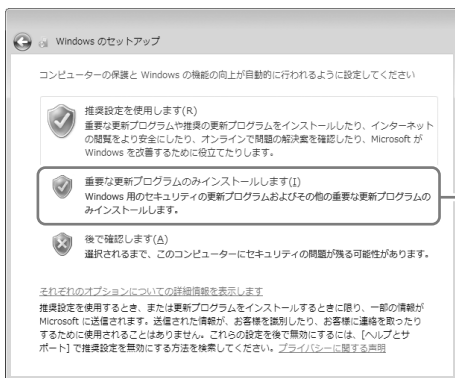 Windows のセットアップ
コンピューターの保護と Windows の機能の向上が自動的に行われるように設定してください
推奨設定を使用します(R)
重要な更新プログラムや推奨の更新プログラムをインストールしたり、インターネット
の閲覧をより安全にしたり、オンラインで問題の解決策を確認したり、Microsoft が
Windows を改善するために役立てたりします。
重要な更新プログラムのみインストールします(I)
Windows 用のセキュリティの更新プログラムおよびその他の重要な更新プログラムの
みインストールします。
後で確認します(A)
選択されるまで、このコンピューターにセキュリティの問題が残る可能性があります。
それぞれのオプションについての詳細情報を表示します
推奨設定を使用するとき、または更新プログラムをインストールするときに限り、一部の情報が
Microsoft に送信されます。送信された情報が、お客様を識別したり、お客様に連絡を取ったり
するために使用されることはありません。これらの設定を後で無効にするには、[ヘルプとサ
ポート] で推奨設定を無効にする方法を検索してください。プライバシーに関する声明